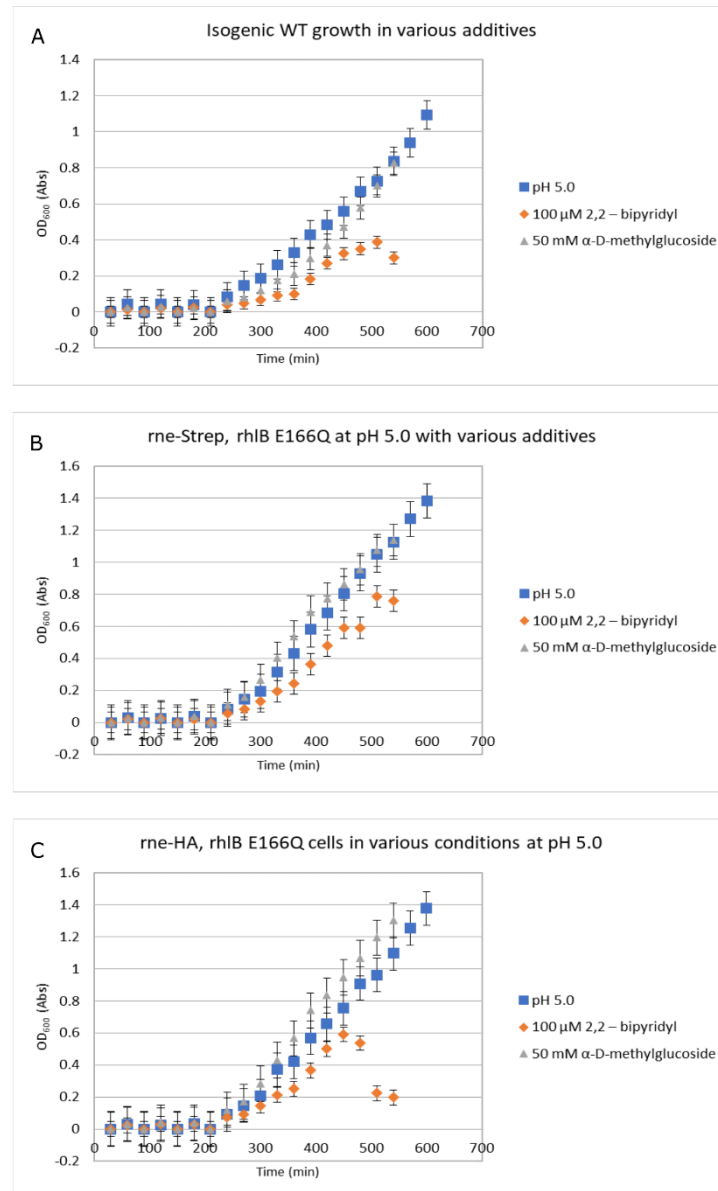 A
Isogenic WT growth in various additives
1.4
1.2
1
0.8
0.6
0.4
0.2
0
-0.2
OD600 (Abs)
0 100 200 300 400 500 600 700
Time (min)
pH 5.0
100 µM 2,2 – bipyridyl
50 mM α-D-methylglucoside
B
rne-Strep, rhlB E166Q at pH 5.0 with various additives
1.6
1.4
1.2
1
0.8
0.6
0.4
0.2
0
-0.2
OD600 (Abs)
0 100 200 300 400 500 600 700
Time (min)
pH 5.0
100 µM 2,2 – bipyridyl
50 mM α-D-methylglucoside
C
rne-HA, rhlB E166Q cells in various conditions at pH 5.0
1.6
1.4
1.2
1
0.8
0.6
0.4
0.2
0
-0.2
OD600 (Abs)
0 100 200 300 400 500 600 700
Time (min)
pH 5.0
100 µM 2,2 – bipyridyl
50 mM α-D-methylglucoside